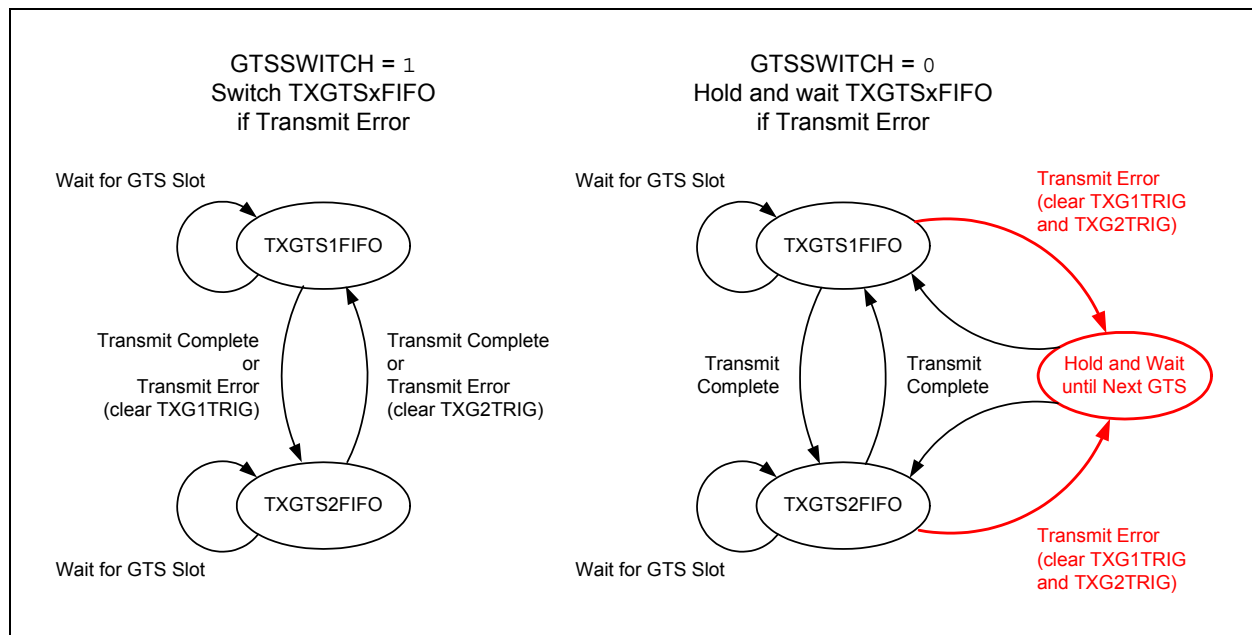 GTSSWITCH = 1
Switch TXGTSxFIFO
if Transmit Error
Wait for GTS Slot
TXGTS1FIFO
Transmit Complete
or
Transmit Error
(clear TXG1TRIG)
Transmit Complete
or
Transmit Error
(clear TXG2TRIG)
TXGTS2FIFO
Wait for GTS Slot
GTSSWITCH = 0
Hold and wait TXGTSxFIFO
if Transmit Error
Wait for GTS Slot
TXGTS1FIFO
Transmit Error
(clear TXG1TRIG
and TXG2TRIG)
Transmit
Complete
Transmit
Complete
Hold and Wait
until Next GTS
TXGTS2FIFO
Wait for GTS Slot
Transmit Error
(clear TXG1TRIG
and TXG2TRIG)